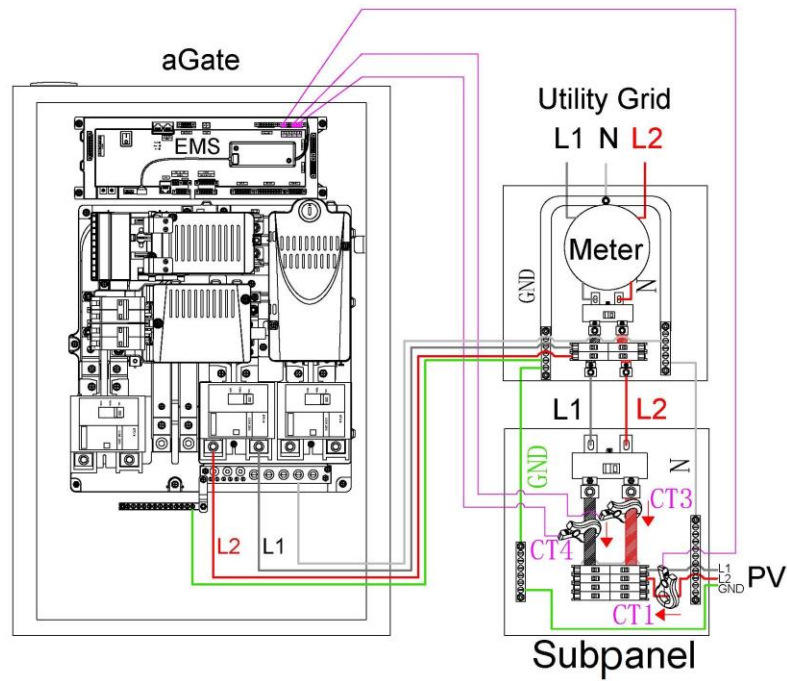 aGate
EMS
Utility Grid
L1 N L2
Meter
GND
N
L1
L2
GND
N
CT3
CT4
L2
L1
L1
L2
GND
PV
CT1
Subpanel